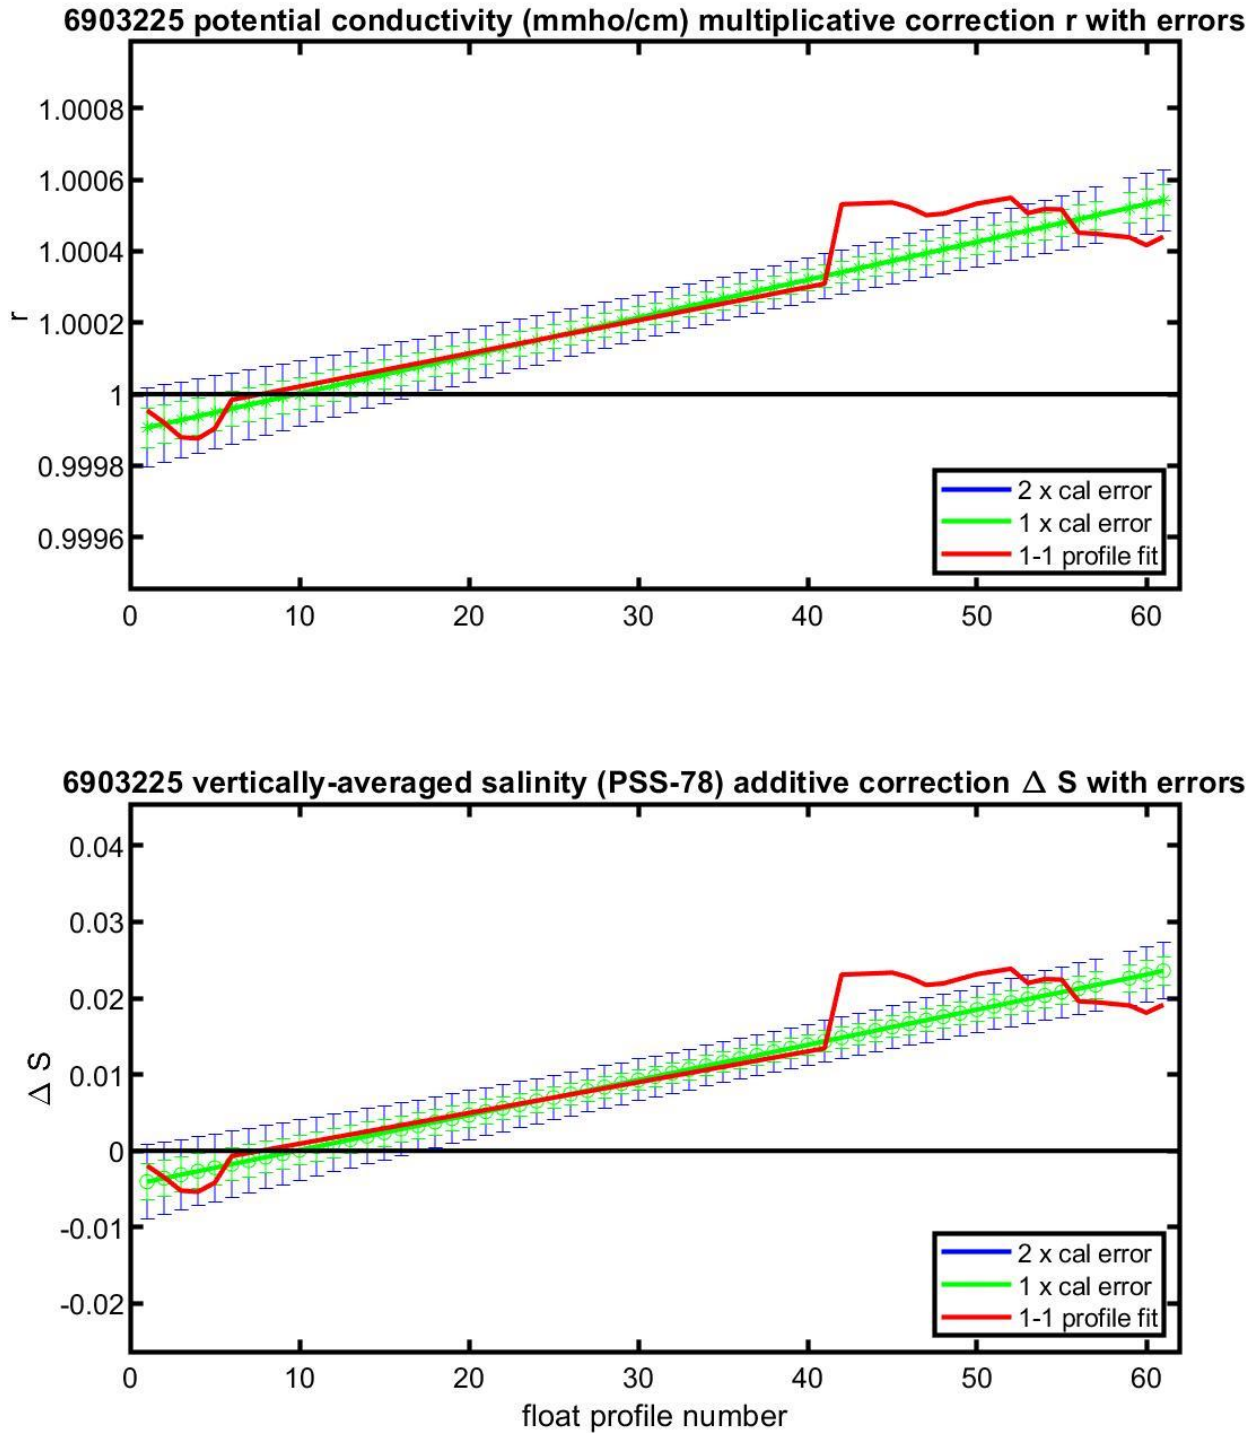 6903225 potential conductivity (mmho/cm) multiplicative correction r with errors
1.0008
1.0006
1.0004
1.0002
1
0.9998
0.9996
r
2 x cal error
1 x cal error
1-1 profile fit
0 10 20 30 40 50 60
6903225 vertically-averaged salinity (PSS-78) additive correction Δ S with errors
0.04
0.03
0.02
0.01
0
-0.01
-0.02
Δ S
2 x cal error
1 x cal error
1-1 profile fit
0 10 20 30 40 50 60
float profile number